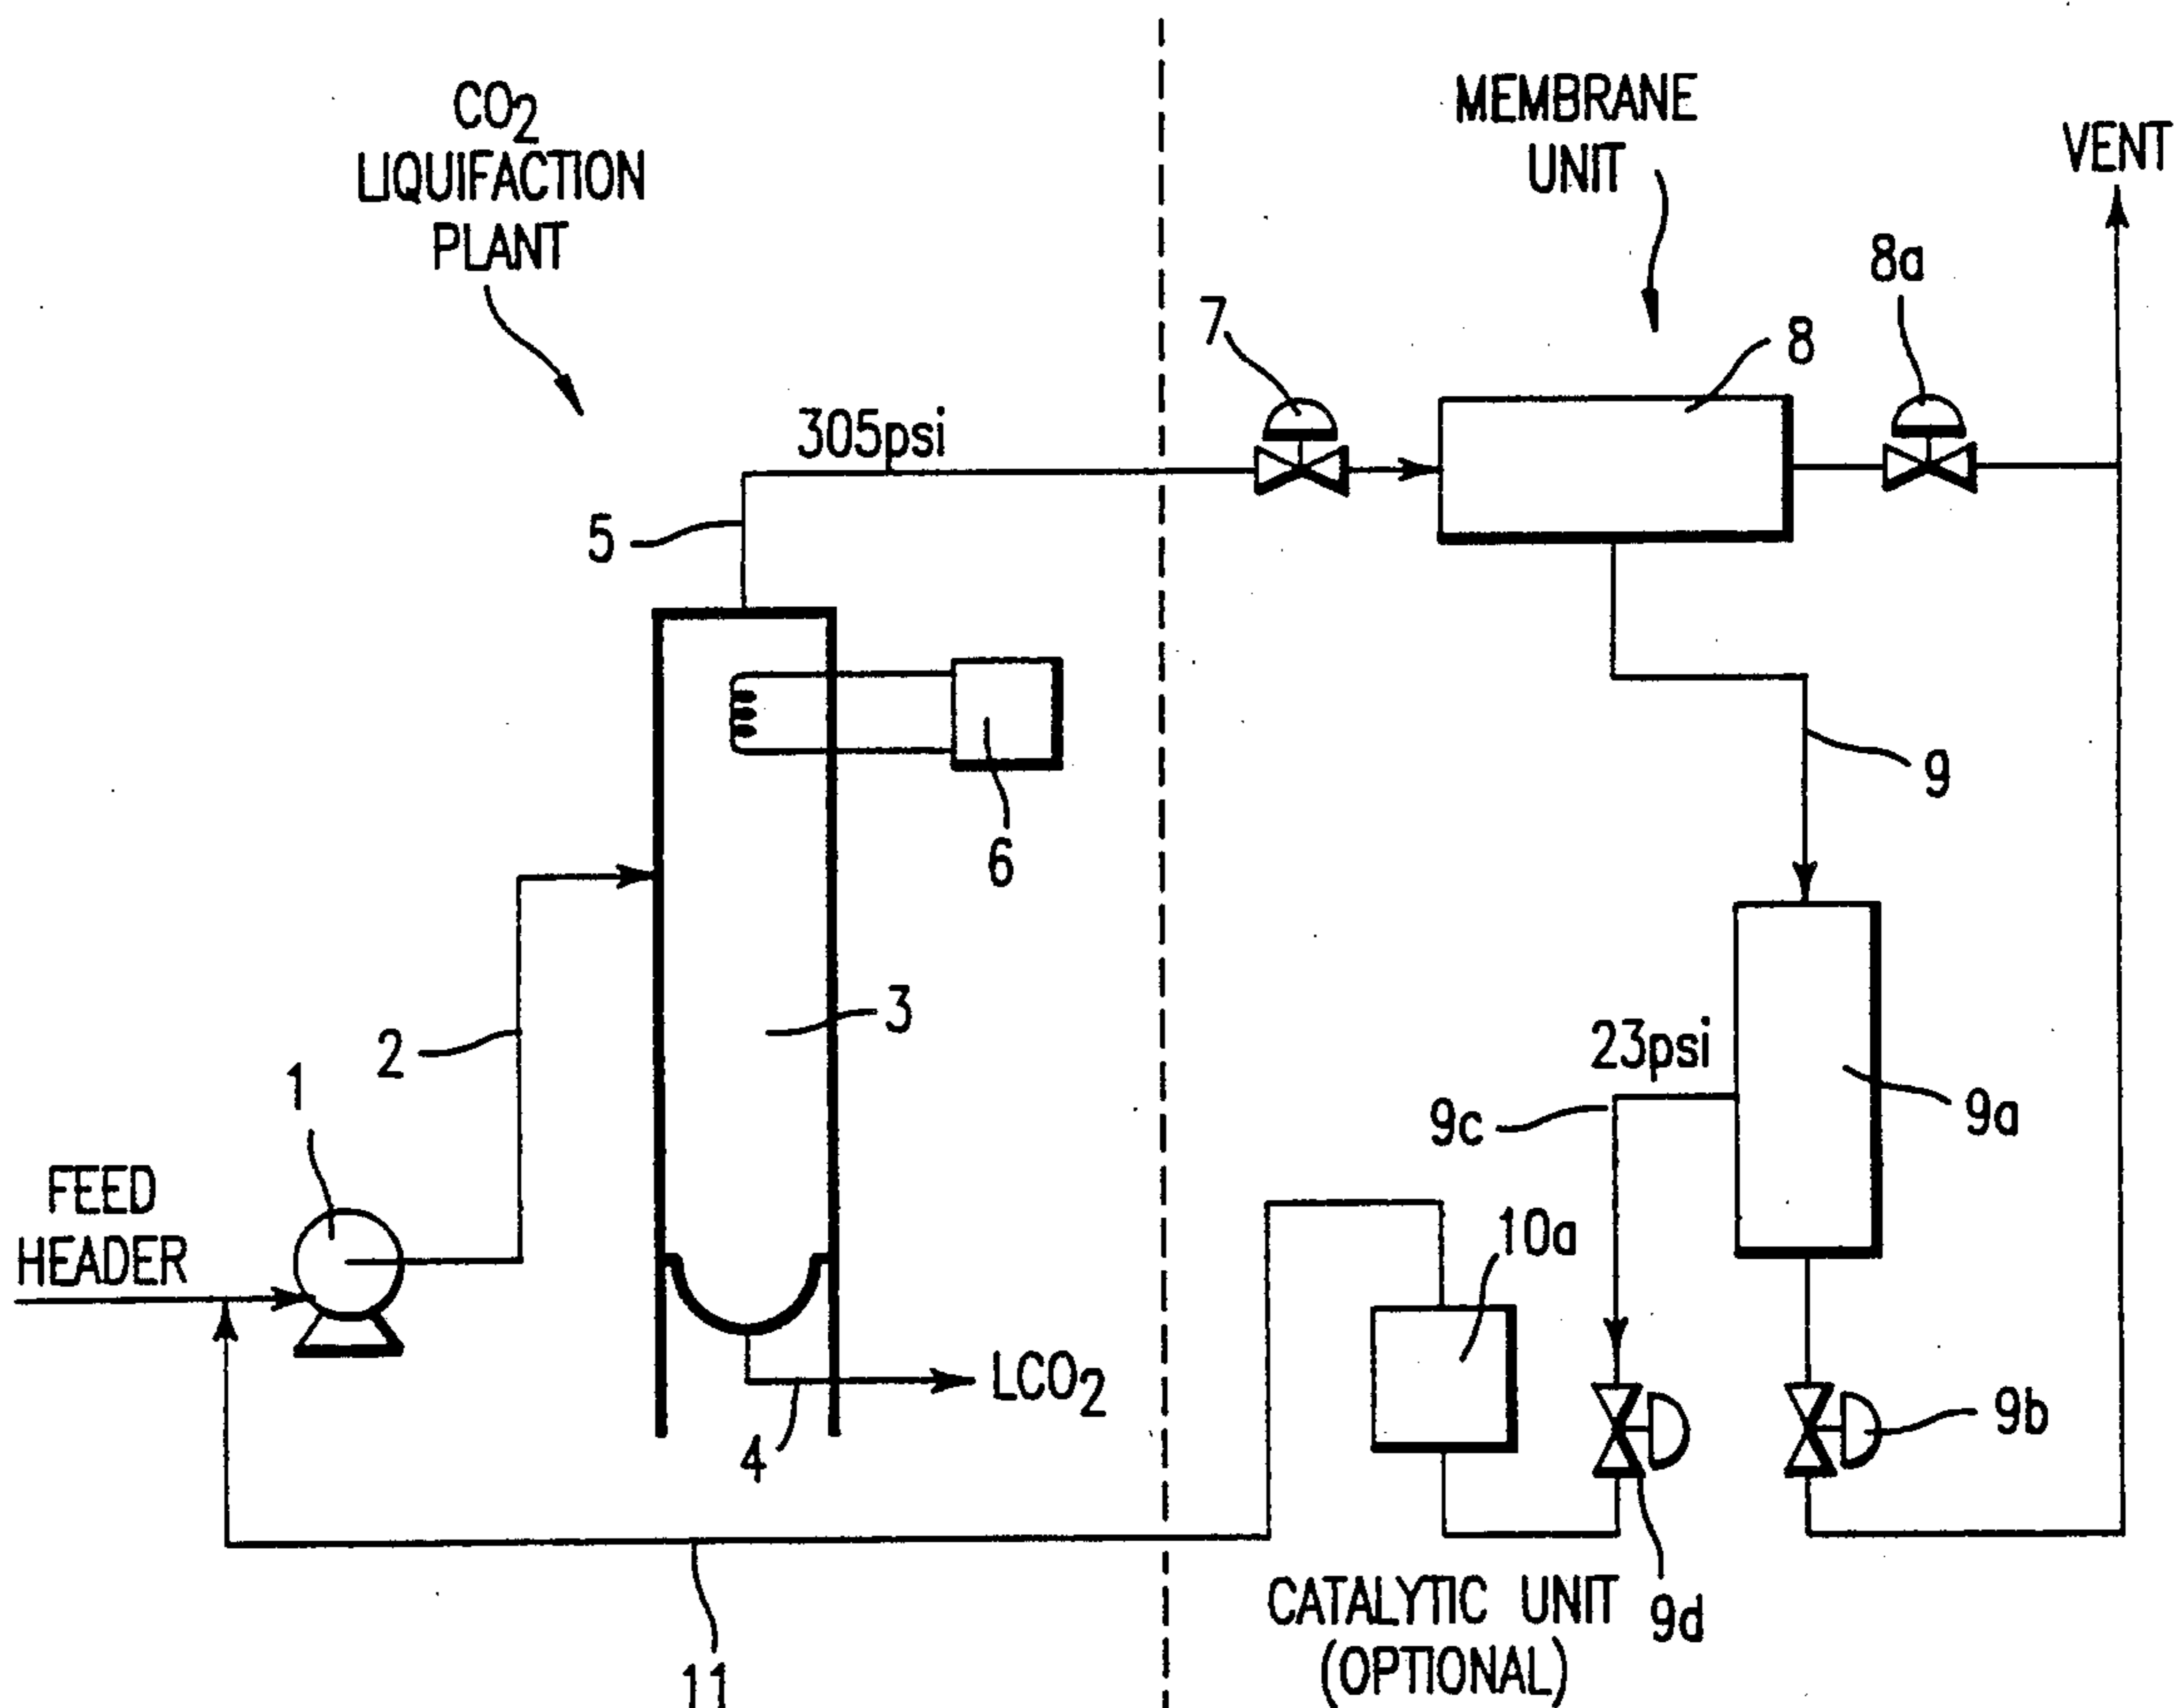 CO2
LIQUIFACTION
PLANT
MEMBRANE
UNIT
VENT
8a
7
8
305psi
5
9
6
3
2
23psi
1
9c
9a
FEED
HEADER
10a
LCO2
9b
4
CATALYTIC UNIT
(OPTIONAL)
9d
11